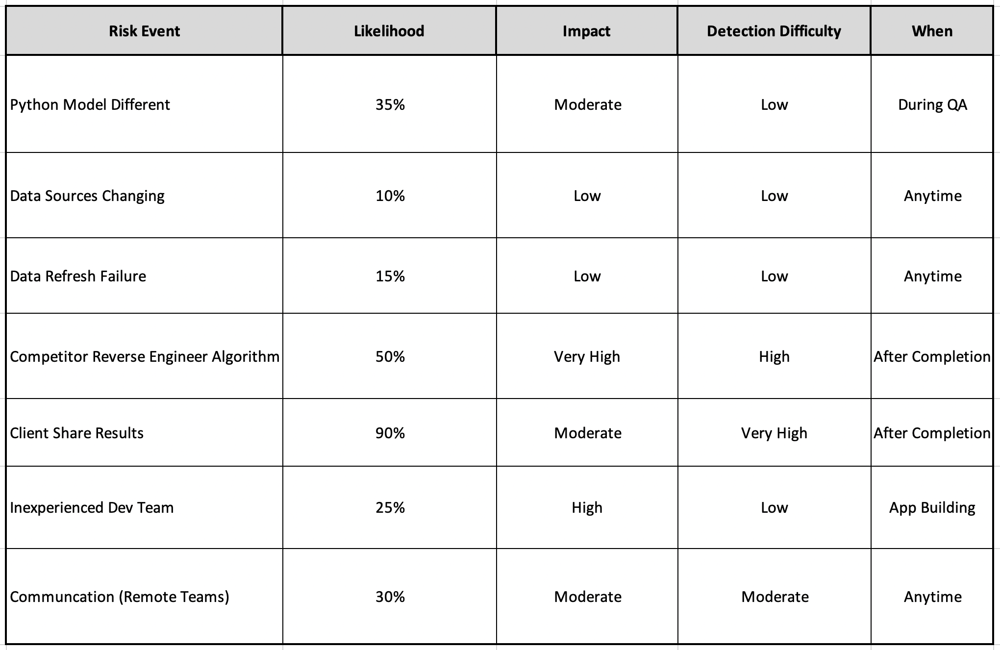 Risk Event Likelihood Impact Detection Difficulty When
Python Model Different 35% Moderate Low During QA
Data Sources Changing 10% Low Low Anytime
Data Refresh Failure 15% Low Low Anytime
Competitor Reverse Engineer Algorithm 50% Very High High After Completion
Client Share Results 90% Moderate Very High After Completion
Inexperienced Dev Team 25% High Low App Building
Communcation (Remote Teams) 30% Moderate Moderate Anytime